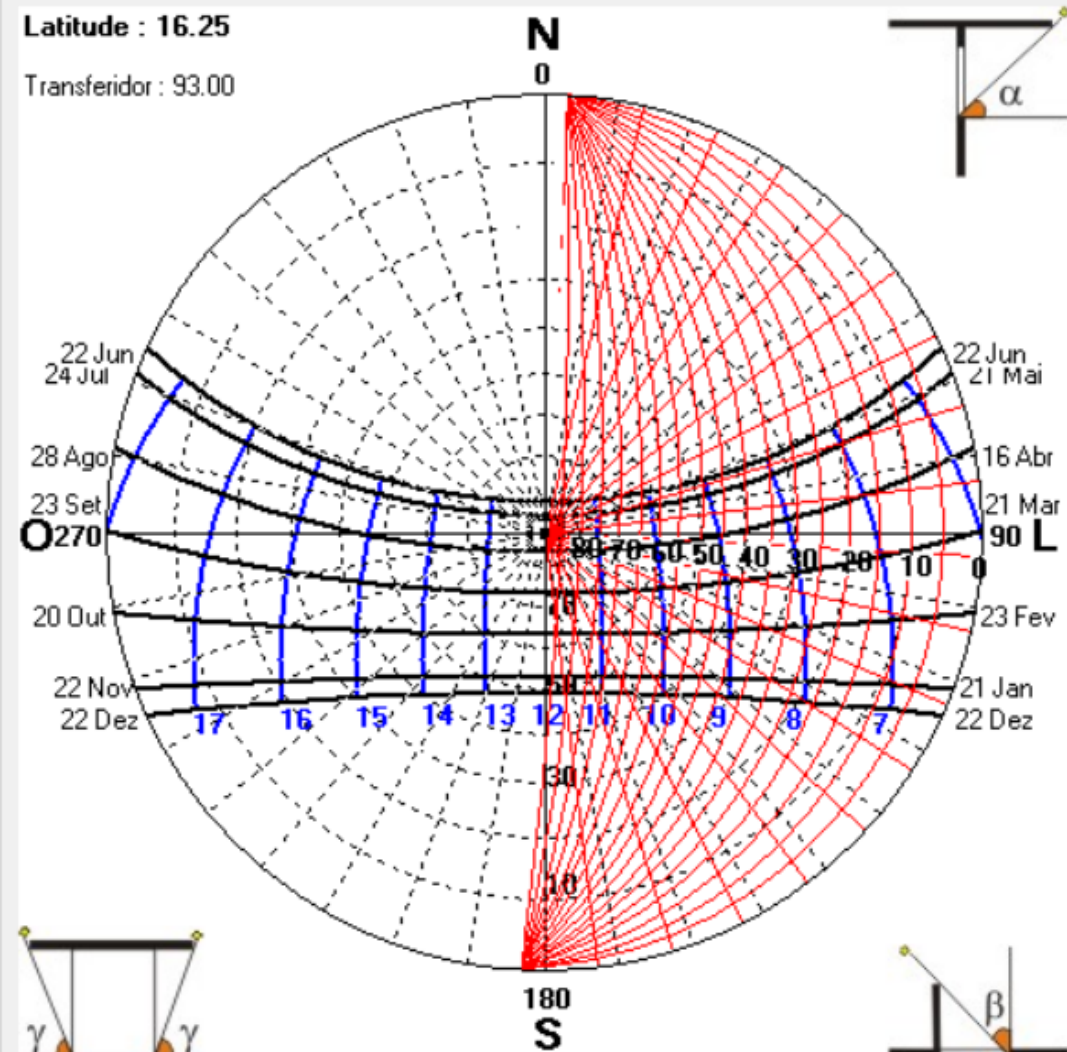 Latitude : 16.25
N
Transferidor : 93.00
0
α
22 Jun
22 Jun
24 Jul
21 Mai
28 Ago
16 Abr
23 Set
21 Mar
O 270
90 L
80 70 60 50 40 30 20 10 0
70
20 Out
23 Fev
50
22 Nov
21 Jan
22 Dez
17 16 15 14 13 12 11 10 9 8 7
22 Dez
30
10
180
S
γ γ
β